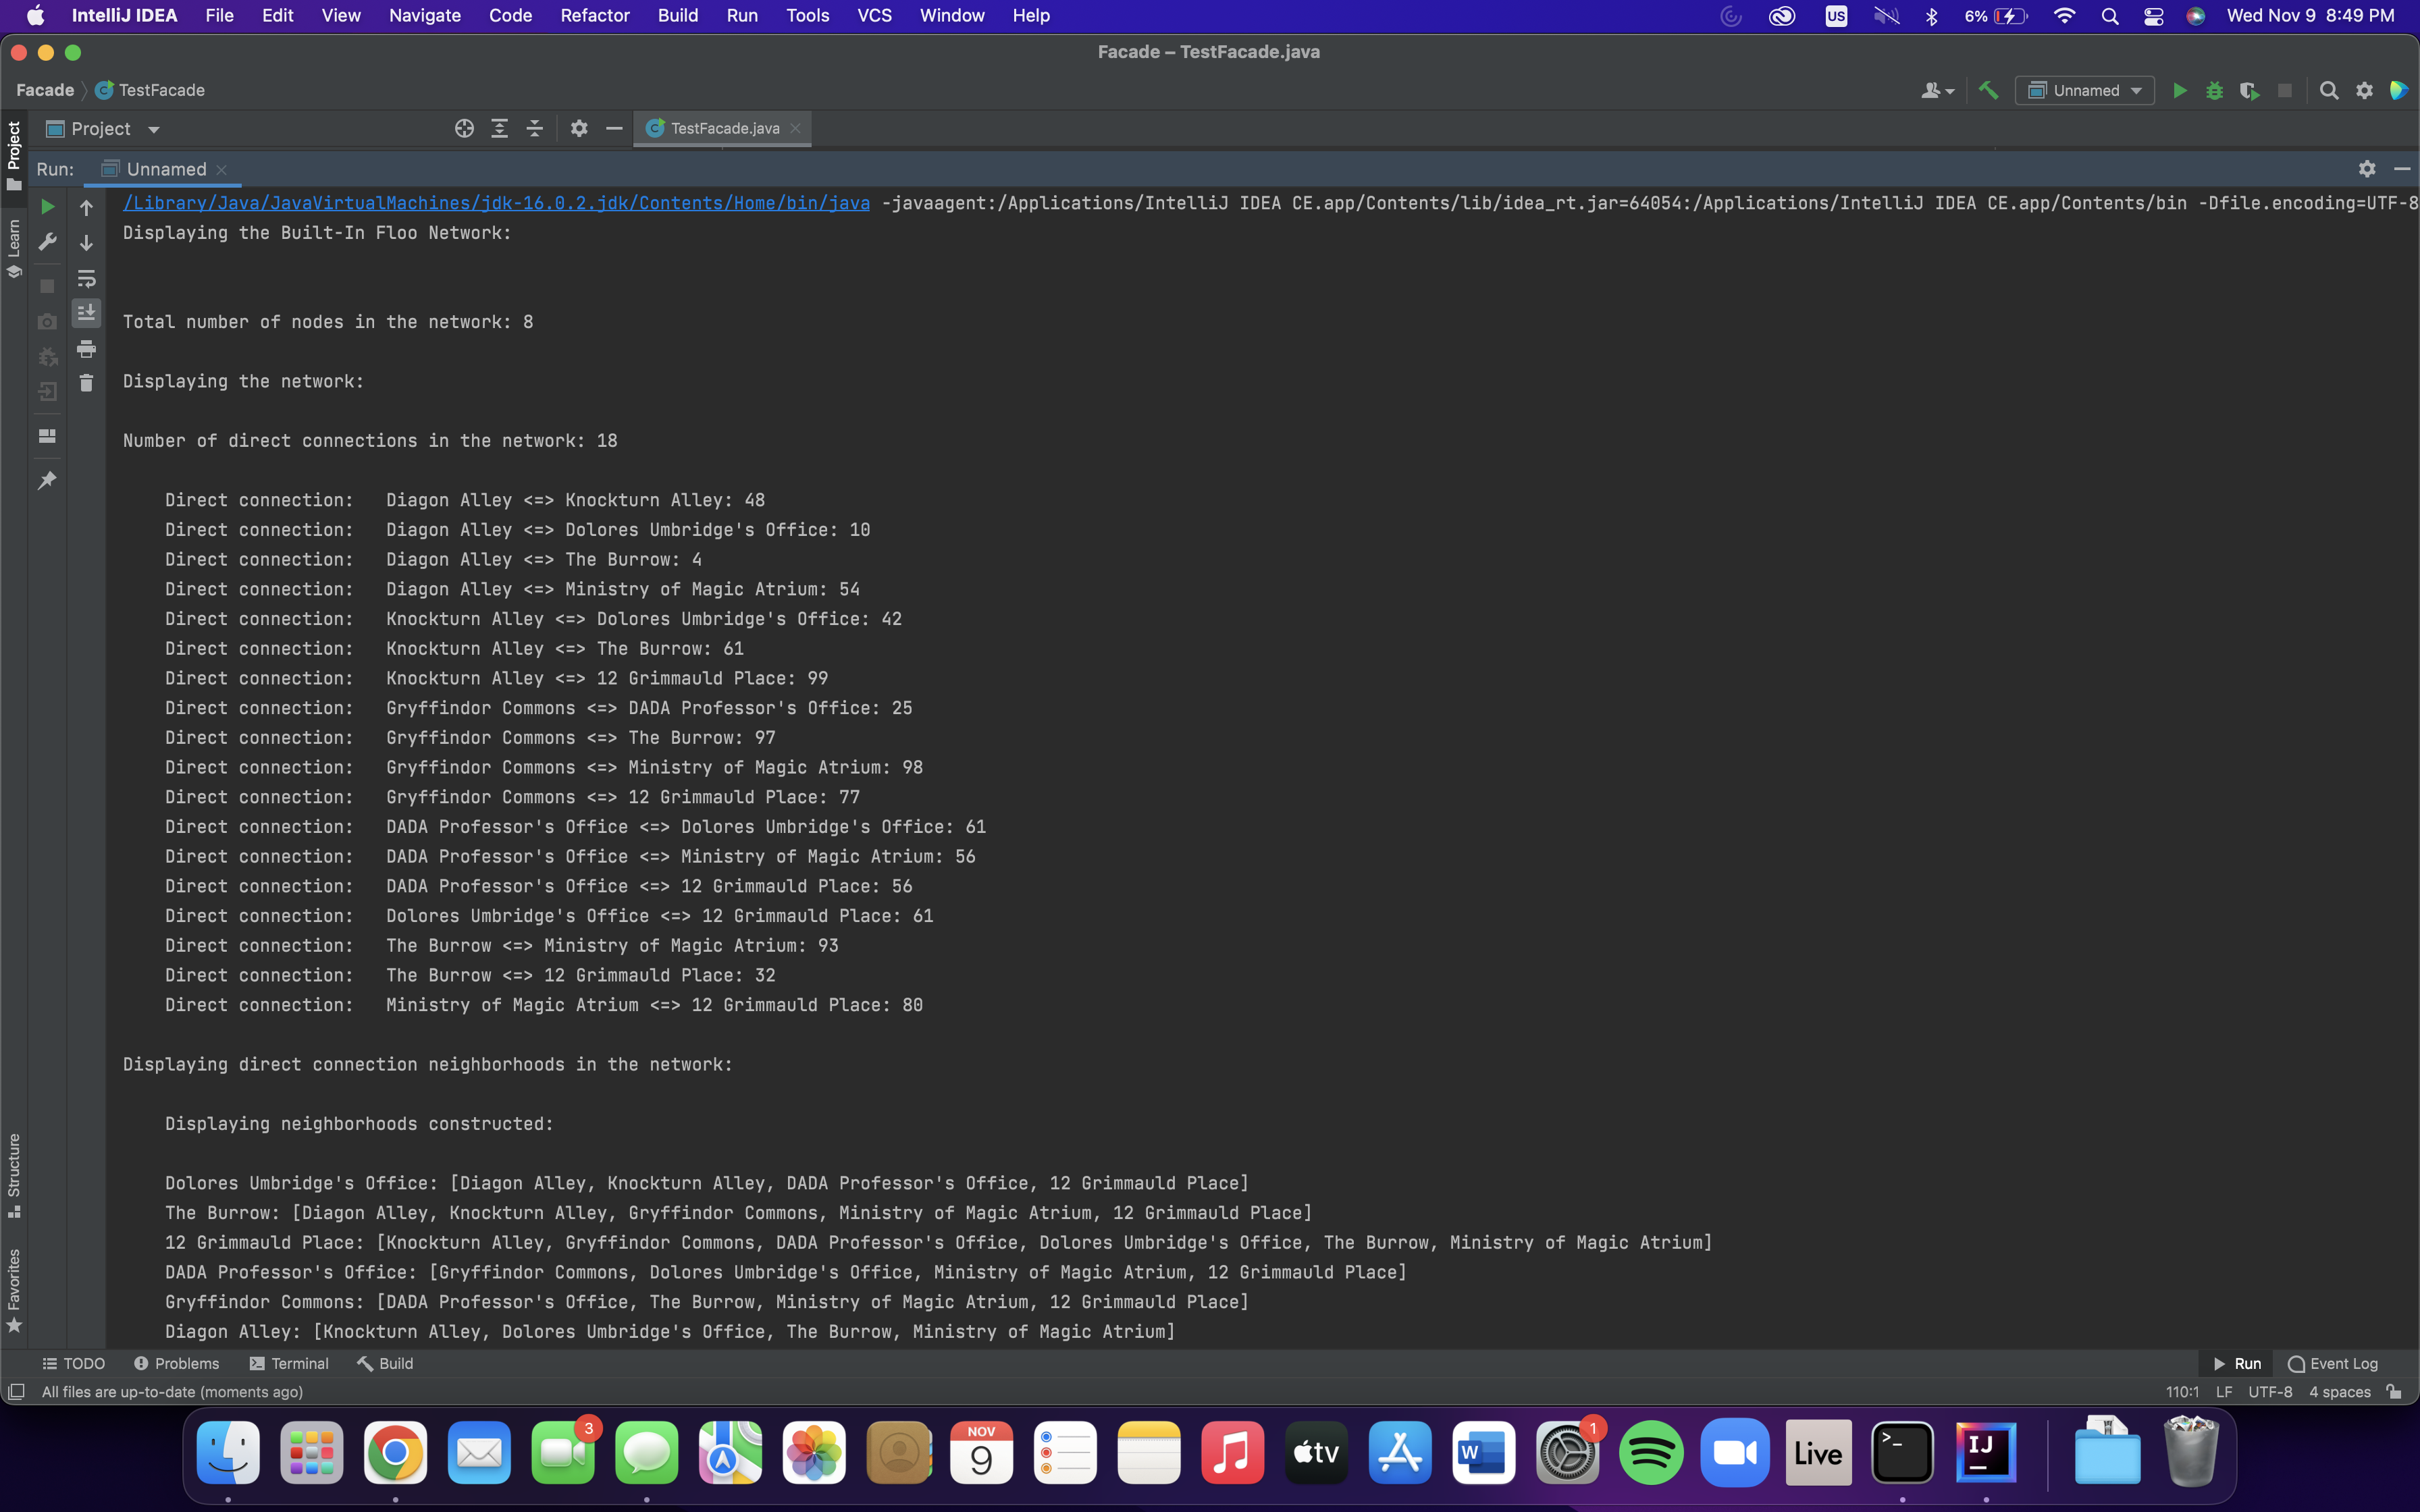 IntelliJ IDEA File Edit View Navigate Code Refactor Build Run Tools VCS Window Help US 6% Wed Nov 9 8:49 PM
Facade – TestFacade.java
Facade TestFacade Unnamed
Project TestFacade.java
Project
Learn
Structure
Favorites
Run: Unnamed
/Library/Java/JavaVirtualMachines/jdk-16.0.2.jdk/Contents/Home/bin/java -javaagent:/Applications/IntelliJ IDEA CE.app/Contents/lib/idea_rt.jar=64054:/Applications/IntelliJ IDEA CE.app/Contents/bin -Dfile.encoding=UTF-8
Displaying the Built-In Floo Network:
Total number of nodes in the network: 8
Displaying the network:
Number of direct connections in the network: 18
Direct connection: Diagon Alley <=> Knockturn Alley: 48
Direct connection: Diagon Alley <=> Dolores Umbridge's Office: 10
Direct connection: Diagon Alley <=> The Burrow: 4
Direct connection: Diagon Alley <=> Ministry of Magic Atrium: 54
Direct connection: Knockturn Alley <=> Dolores Umbridge's Office: 42
Direct connection: Knockturn Alley <=> The Burrow: 61
Direct connection: Knockturn Alley <=> 12 Grimmauld Place: 99
Direct connection: Gryffindor Commons <=> DADA Professor's Office: 25
Direct connection: Gryffindor Commons <=> The Burrow: 97
Direct connection: Gryffindor Commons <=> Ministry of Magic Atrium: 98
Direct connection: Gryffindor Commons <=> 12 Grimmauld Place: 77
Direct connection: DADA Professor's Office <=> Dolores Umbridge's Office: 61
Direct connection: DADA Professor's Office <=> Ministry of Magic Atrium: 56
Direct connection: DADA Professor's Office <=> 12 Grimmauld Place: 56
Direct connection: Dolores Umbridge's Office <=> 12 Grimmauld Place: 61
Direct connection: The Burrow <=> Ministry of Magic Atrium: 93
Direct connection: The Burrow <=> 12 Grimmauld Place: 32
Direct connection: Ministry of Magic Atrium <=> 12 Grimmauld Place: 80
Displaying direct connection neighborhoods in the network:
Displaying neighborhoods constructed:
Dolores Umbridge's Office: [Diagon Alley, Knockturn Alley, DADA Professor's Office, 12 Grimmauld Place]
The Burrow: [Diagon Alley, Knockturn Alley, Gryffindor Commons, Ministry of Magic Atrium, 12 Grimmauld Place]
12 Grimmauld Place: [Knockturn Alley, Gryffindor Commons, DADA Professor's Office, Dolores Umbridge's Office, The Burrow, Ministry of Magic Atrium]
DADA Professor's Office: [Gryffindor Commons, Dolores Umbridge's Office, Ministry of Magic Atrium, 12 Grimmauld Place]
Gryffindor Commons: [DADA Professor's Office, The Burrow, Ministry of Magic Atrium, 12 Grimmauld Place]
Diagon Alley: [Knockturn Alley, Dolores Umbridge's Office, The Burrow, Ministry of Magic Atrium]
TODO Problems Terminal Build Run Event Log
All files are up-to-date (moments ago) 110:1 LF UTF-8 4 spaces
3 NOV 9 tv W 1 Live >_ IJ